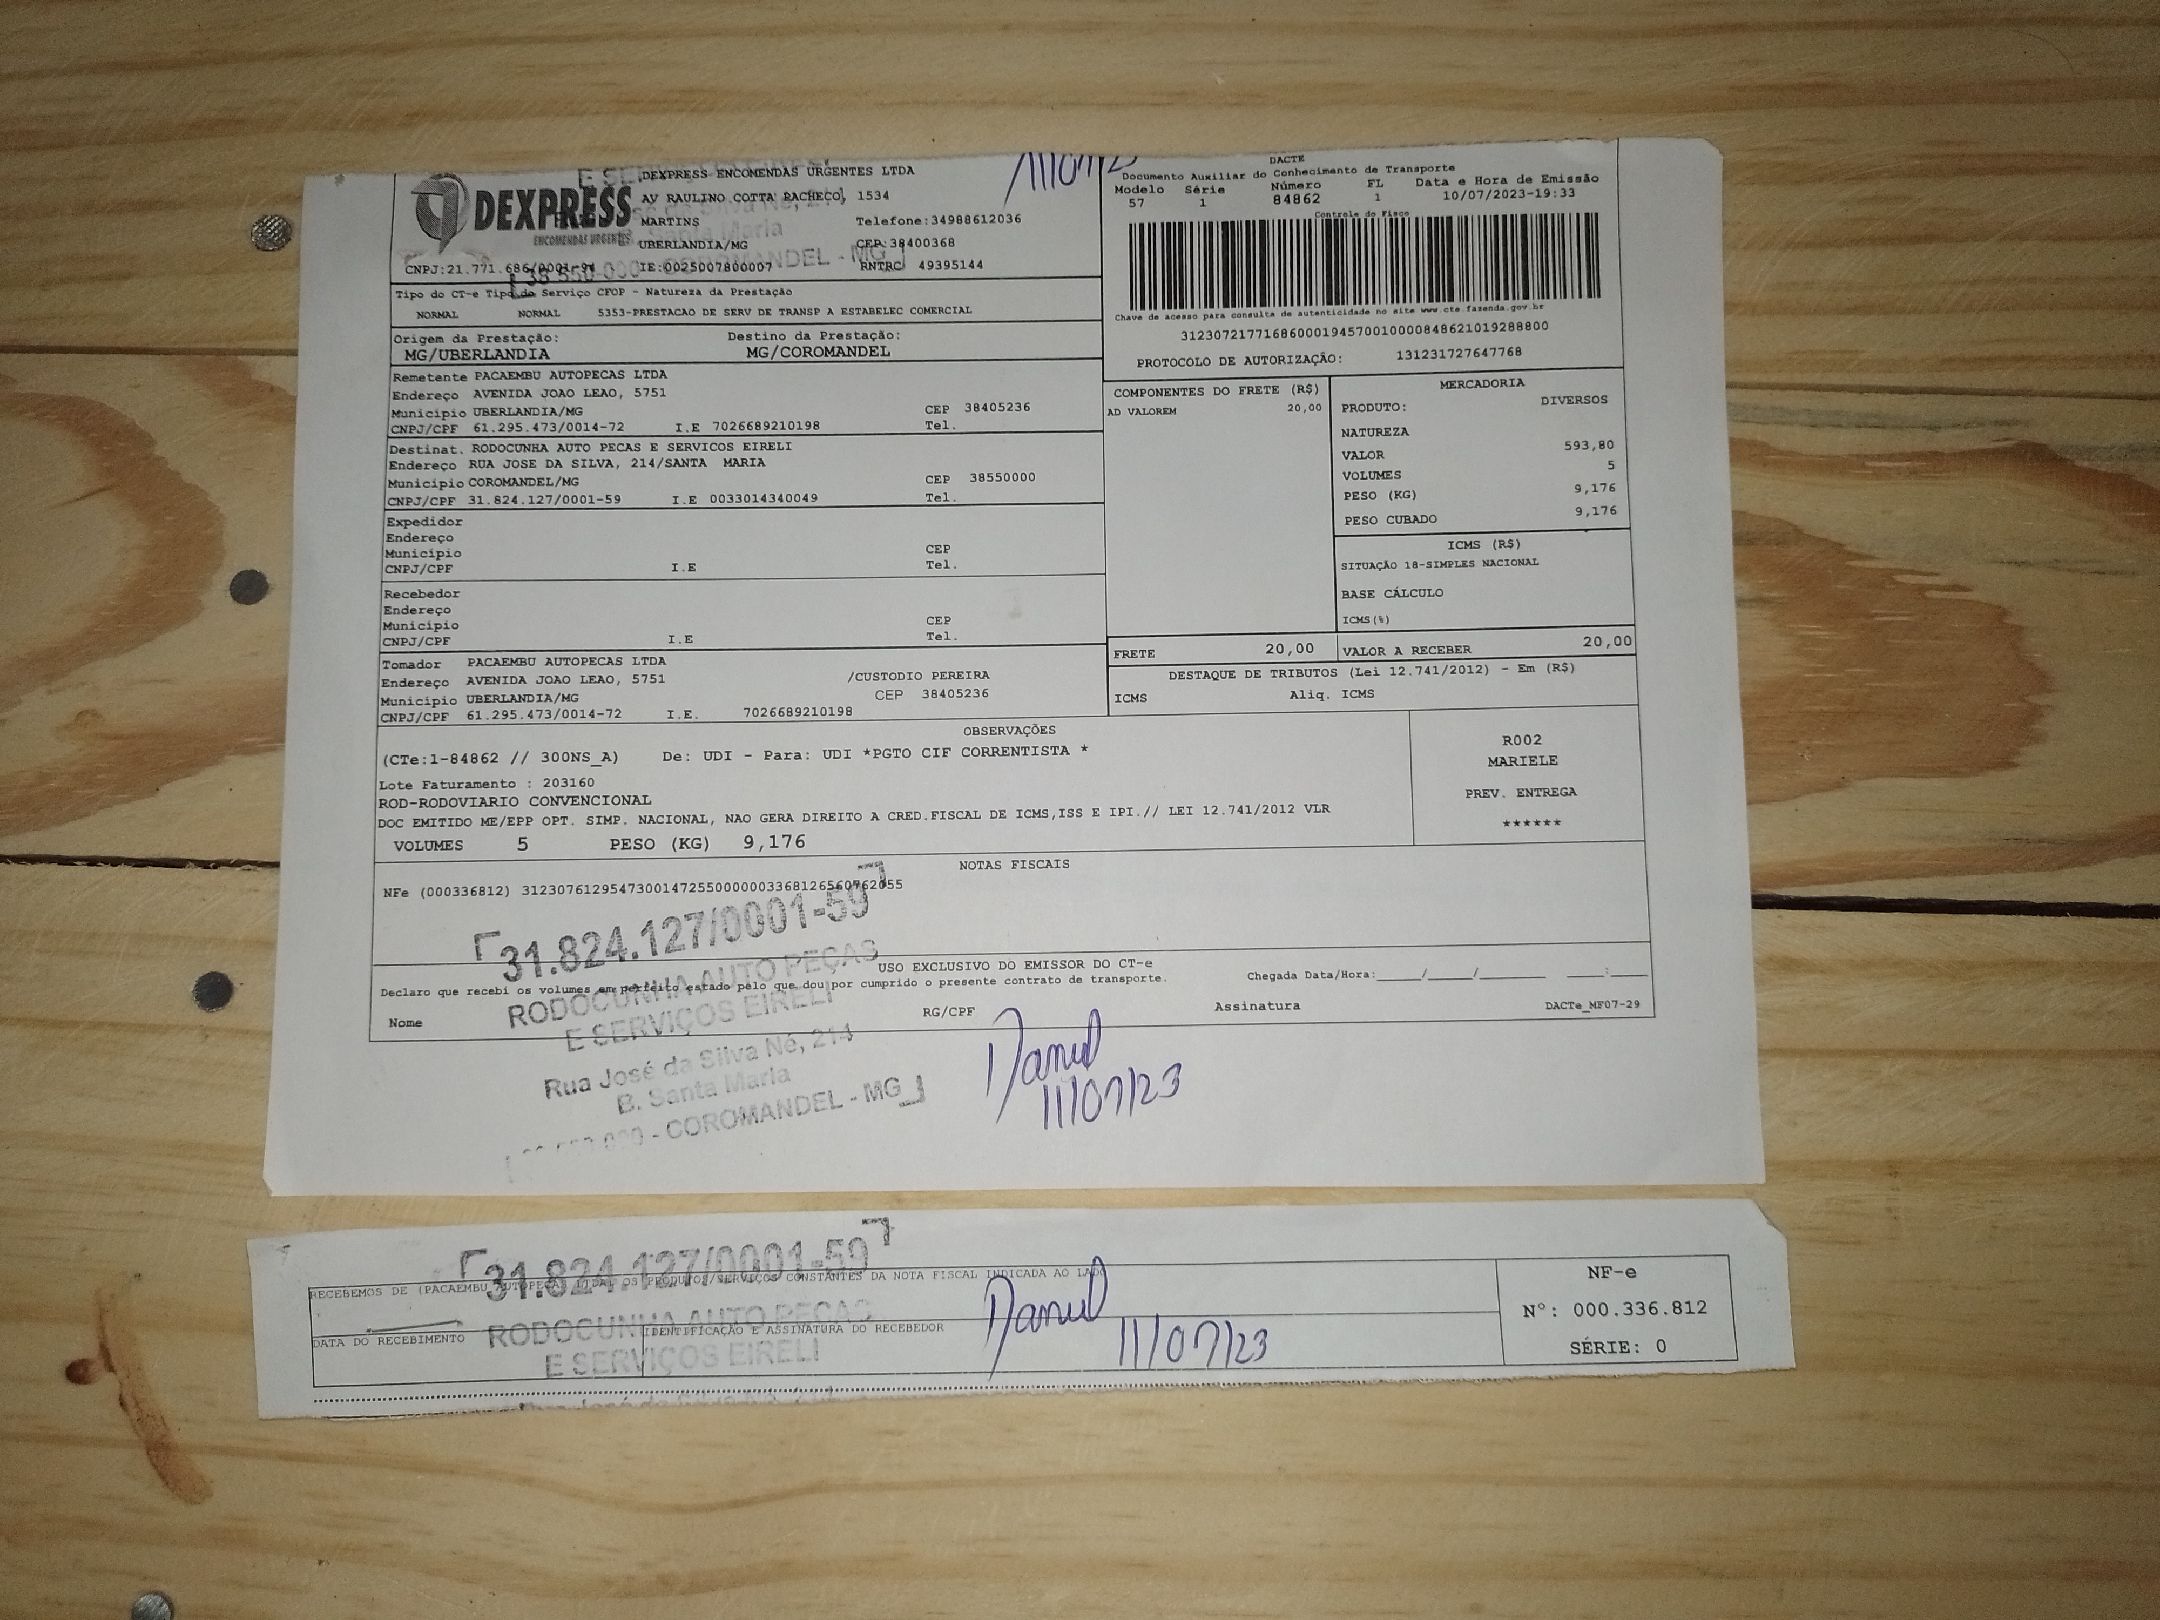 DEXPRESS
ENCOMENDAS URGENTES
DEXPRESS ENCOMENDAS URGENTES LTDA
AV RAULINO COTTA PACHECO, 1534
MARTINS Telefone:34988612036
UBERLANDIA/MG CEP:38400368
CNPJ:21.771.686/0001-94 IE:0025007800007 RNTRC 49395144
COROMANDEL - MG
Tipo do CT-e Tipo do Serviço CFOP - Natureza da Prestação
NORMAL NORMAL 5353-PRESTACAO DE SERV DE TRANSP A ESTABELEC COMERCIAL
Origem da Prestação: Destino da Prestação:
MG/UBERLANDIA MG/COROMANDEL
Remetente PACAEMBU AUTOPECAS LTDA
Endereço AVENIDA JOAO LEAO, 5751
Município UBERLANDIA/MG CEP 38405236
CNPJ/CPF 61.295.473/0014-72 I.E 7026689210198 Tel.
Destinat. RODOCUNHA AUTO PECAS E SERVICOS EIRELI
Endereço RUA JOSE DA SILVA, 214/SANTA MARIA
Município COROMANDEL/MG CEP 38550000
CNPJ/CPF 31.824.127/0001-59 I.E 0033014340049 Tel.
Expedidor
Endereço
Município CEP
CNPJ/CPF I.E Tel.
Recebedor
Endereço
Município CEP
CNPJ/CPF I.E Tel.
Tomador PACAEMBU AUTOPECAS LTDA
Endereço AVENIDA JOAO LEAO, 5751 /CUSTODIO PEREIRA
Município UBERLANDIA/MG CEP 38405236
CNPJ/CPF 61.295.473/0014-72 I.E. 7026689210198
DACTE
Documento Auxiliar do Conhecimento de Transporte
Modelo Série Número FL Data e Hora de Emissão
57 1 84862 1 10/07/2023-19:33
Controle do Fisco
Chave de acesso para consulta de autenticidade no site www.cte.fazenda.gov.br
31230721771686000194570010000848621019288800
PROTOCOLO DE AUTORIZAÇÃO: 131231727647768
COMPONENTES DO FRETE (R$)
AD VALOREM 20,00
MERCADORIA
PRODUTO: DIVERSOS
NATUREZA
VALOR 593,80
VOLUMES 5
PESO (KG) 9,176
PESO CUBADO 9,176
ICMS (R$)
SITUAÇÃO 18-SIMPLES NACIONAL
BASE CÁLCULO
ICMS(%)
FRETE 20,00 VALOR A RECEBER 20,00
DESTAQUE DE TRIBUTOS (Lei 12.741/2012) - Em (R$)
ICMS Aliq. ICMS
OBSERVAÇÕES
(CTe:1-84862 // 300NS_A) De: UDI - Para: UDI *PGTO CIF CORRENTISTA *
Lote Faturamento : 203160
ROD-RODOVIARIO CONVENCIONAL
DOC EMITIDO ME/EPP OPT. SIMP. NACIONAL, NAO GERA DIREITO A CRED.FISCAL DE ICMS,ISS E IPI.// LEI 12.741/2012 VLR
VOLUMES 5 PESO (KG) 9,176
R002
MARIELE
PREV. ENTREGA
******
NOTAS FISCAIS
NFe (000336812) 31230761295473001472550000003368126560762055
31.824.127/0001-59
RODOCUNHA AUTO PEÇAS
E SERVIÇOS EIRELI
Rua José da Silva Né, 214
B. Santa Maria
COROMANDEL - MG
USO EXCLUSIVO DO EMISSOR DO CT-e
Declaro que recebi os volumes em perfeito estado pelo que dou por cumprido o presente contrato de transporte.
Chegada Data/Hora:____/____/______ ____:____
Nome RG/CPF Assinatura DACTe_MF07-29
11/07/23
31.824.127/0001-59
RECEBEMOS DE (PACAEMBU AUTOPECAS LTDA) OS PRODUTOS/SERVIÇOS CONSTANTES DA NOTA FISCAL INDICADA AO LADO
DATA DO RECEBIMENTO IDENTIFICAÇÃO E ASSINATURA DO RECEBEDOR
RODOCUNHA AUTO PEÇAS
E SERVIÇOS EIRELI
11/07/23
NF-e
Nº: 000.336.812
SÉRIE: 0